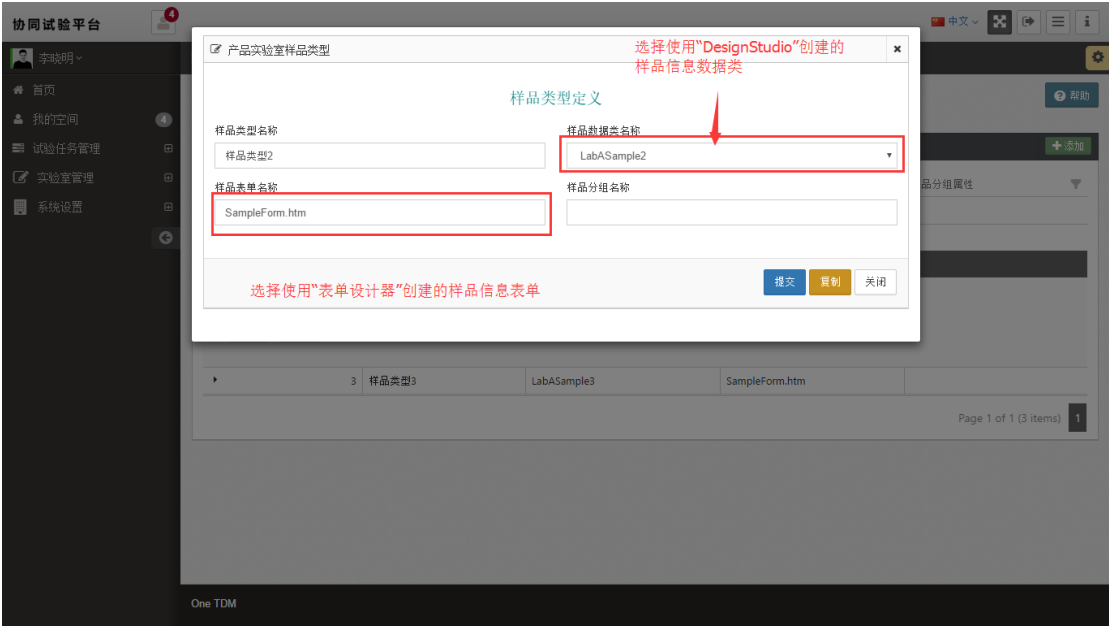 协同试验平台
4
中文
李晓明
产品实验室样品类型
选择使用“DesignStudio”创建的
样品信息数据类
首页
帮助
样品类型定义
我的空间
4
样品类型名称
样品数据类名称
试验任务管理
添加
样品类型2
LabASample2
实验室管理
样品表单名称
样品分组名称
品分组属性
系统设置
SampleForm.htm
选择使用“表单设计器”创建的样品信息表单
提交
复制
关闭
3
样品类型3
LabASample3
SampleForm.htm
Page 1 of 1 (3 items)
1
One TDM